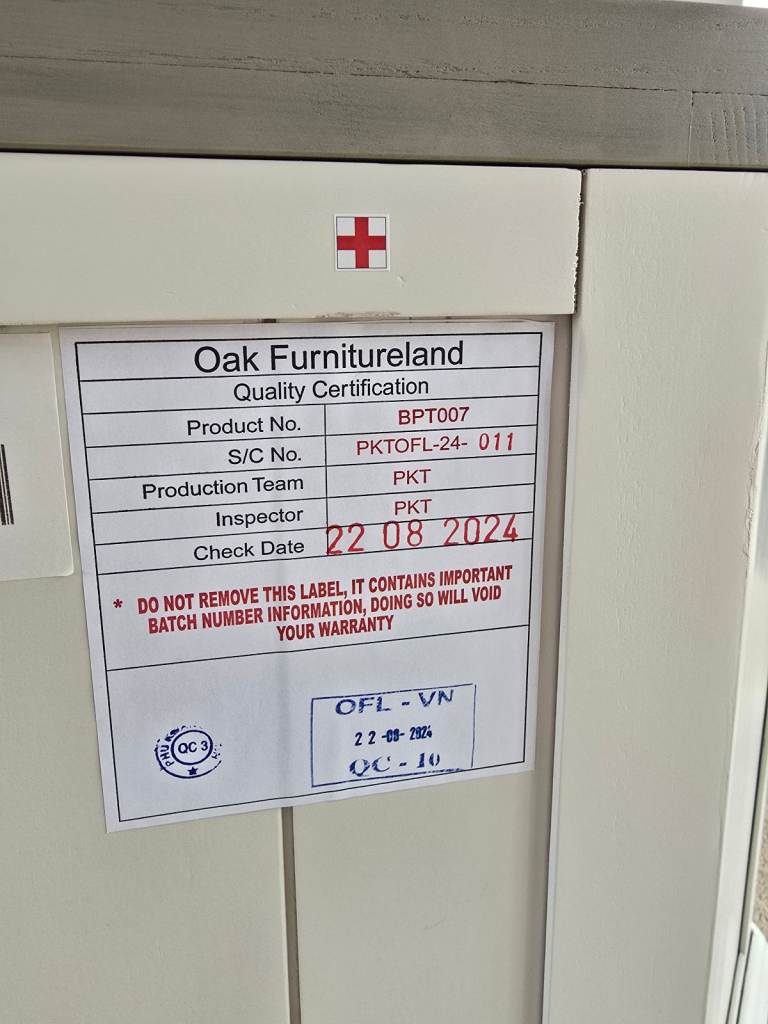 Oak Furnitureland
Quality Certification
Product No. BPT007
S/C No. PKTOFL-24- 011
Production Team PKT
Inspector PKT
Check Date 22 08 2024
* DO NOT REMOVE THIS LABEL, IT CONTAINS IMPORTANT
BATCH NUMBER INFORMATION, DOING SO WILL VOID
YOUR WARRANTY
PHU
QC 3
OFL - VN
22 -08- 2024
QC - 10